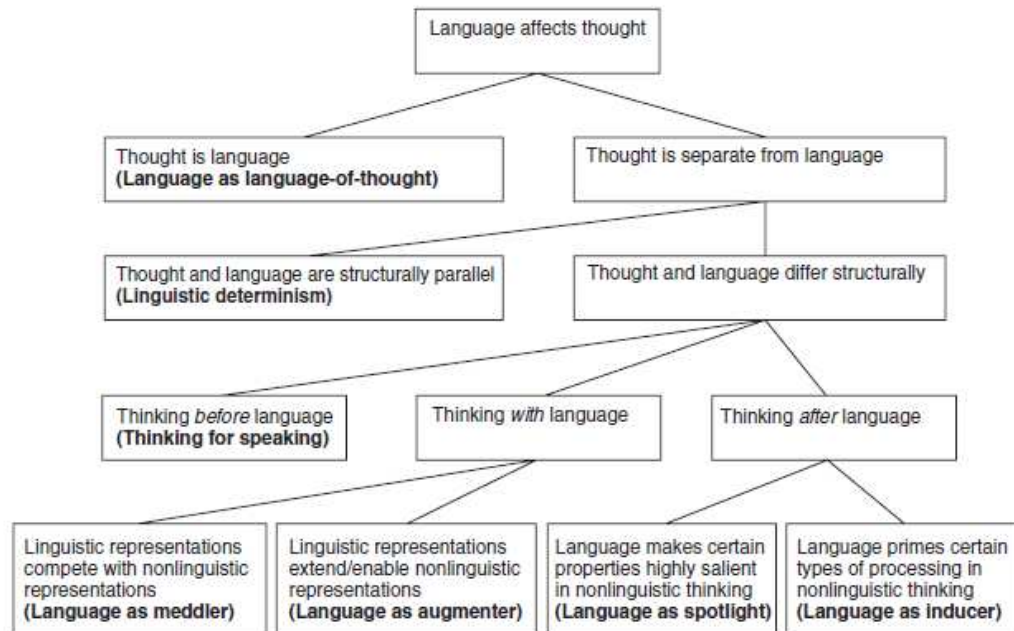 Language affects thought
Thought is language
(Language as language-of-thought)
Thought is separate from language
Thought and language are structurally parallel
(Linguistic determinism)
Thought and language differ structurally
Thinking before language
(Thinking for speaking)
Thinking with language
Thinking after language
Linguistic representations
compete with nonlinguistic
representations
(Language as meddler)
Linguistic representations
extend/enable nonlinguistic
representations
(Language as augmenter)
Language makes certain
properties highly salient
in nonlinguistic thinking
(Language as spotlight)
Language primes certain
types of processing in
nonlinguistic thinking
(Language as inducer)